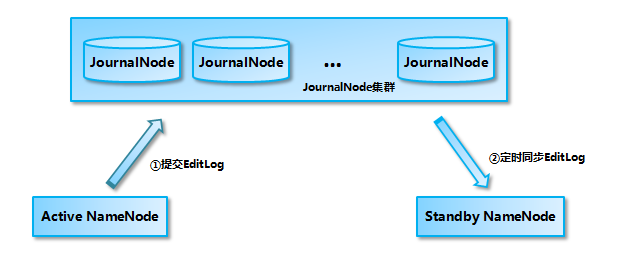 JournalNode JournalNode ... JournalNode
JournalNode集群
①提交EditLog
②定时同步EditLog
Active NameNode
Standby NameNode